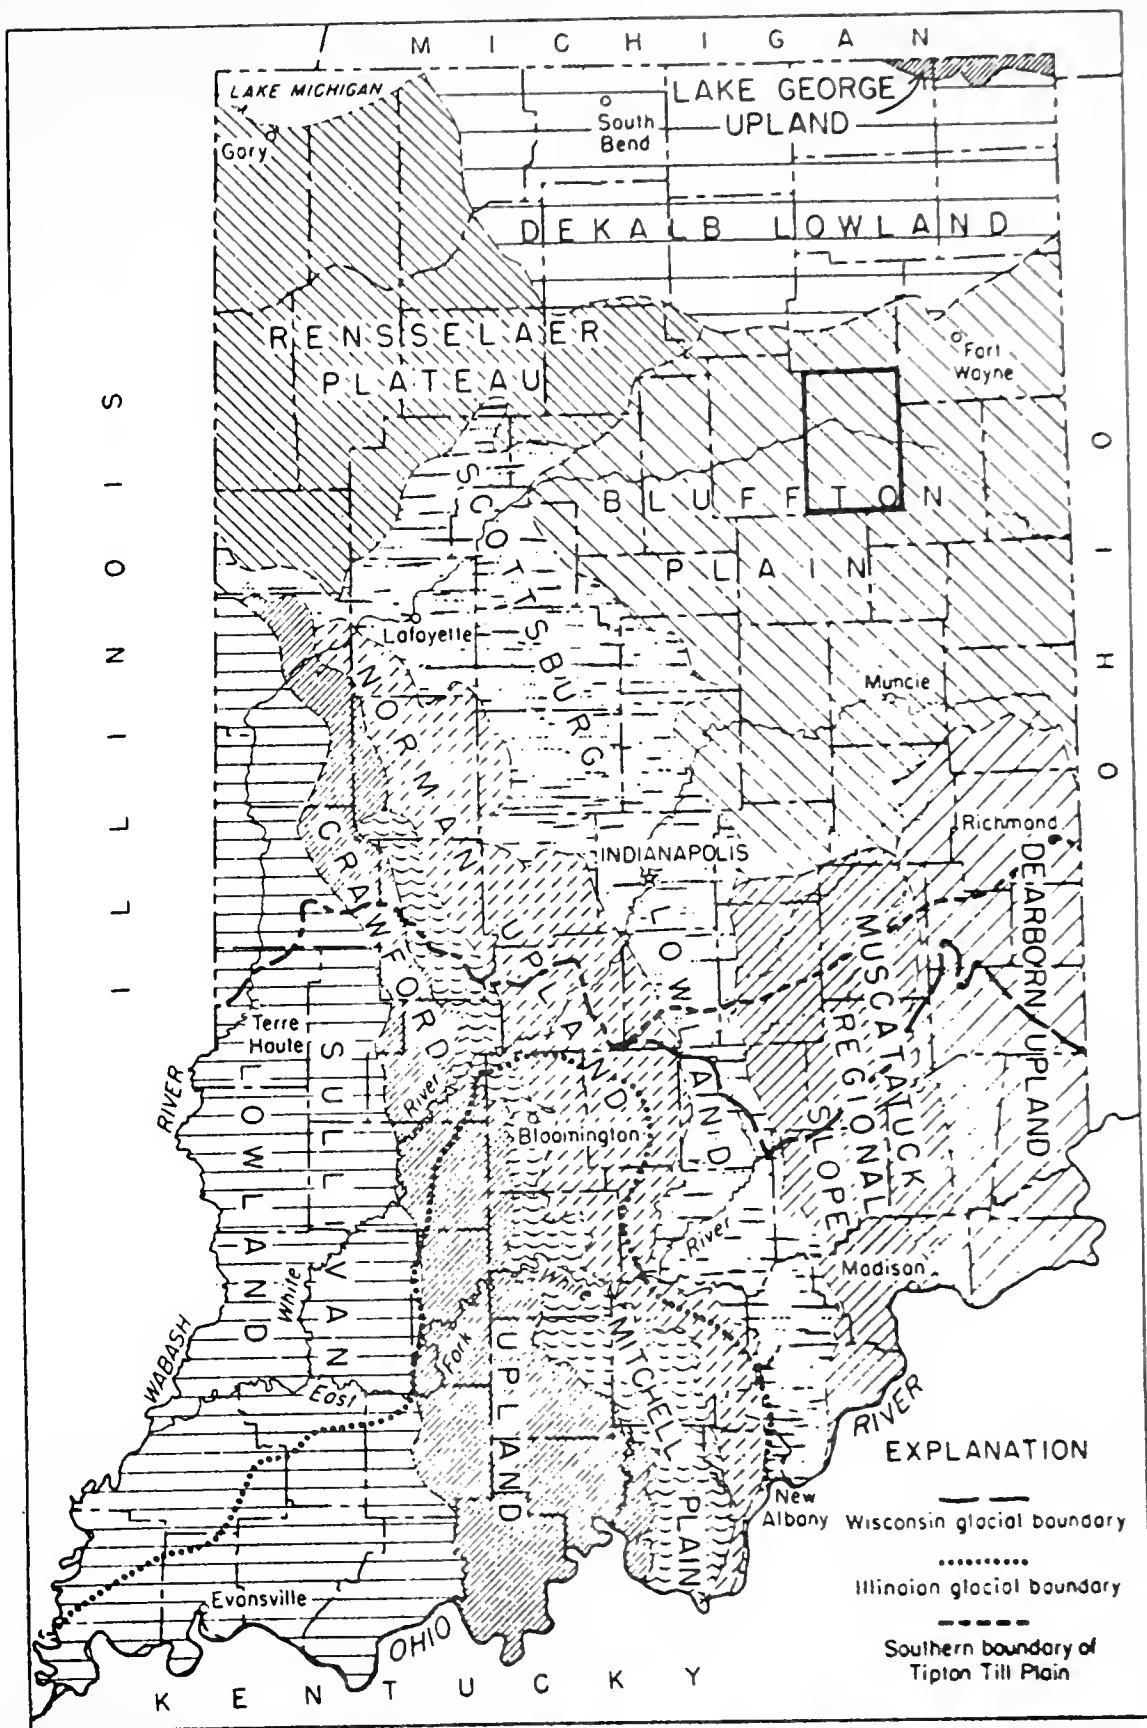 MICHIGAN
LAKE MICHIGAN
LAKE GEORGE
UPLAND
South
Bend
Gary
DEKALB LOWLAND
RENSSELAER
PLATEAU
Fort
Wayne
ILLINOIS
OHIO
BLUFFTON
PLAIN
SCOTTSBURG
LOWLAND
Lafayette
Muncie
NORMAN
UPLAND
CRAWFORD
UPLAND
INDIANAPOLIS
Richmond
DEARBORN UPLAND
MUSCATATUCK
REGIONAL
SLOPE
Terre
Haute
SULLIVAN
LOWLAND
River
Bloomington
WABASH
RIVER
White
River
White
Fork
East
MITCHELL PLAIN
Madison
RIVER
New
Albany
Evansville
OHIO
KENTUCKY
EXPLANATION
Wisconsin glacial boundary
Illinoian glacial boundary
Southern boundary of
Tipton Till Plain